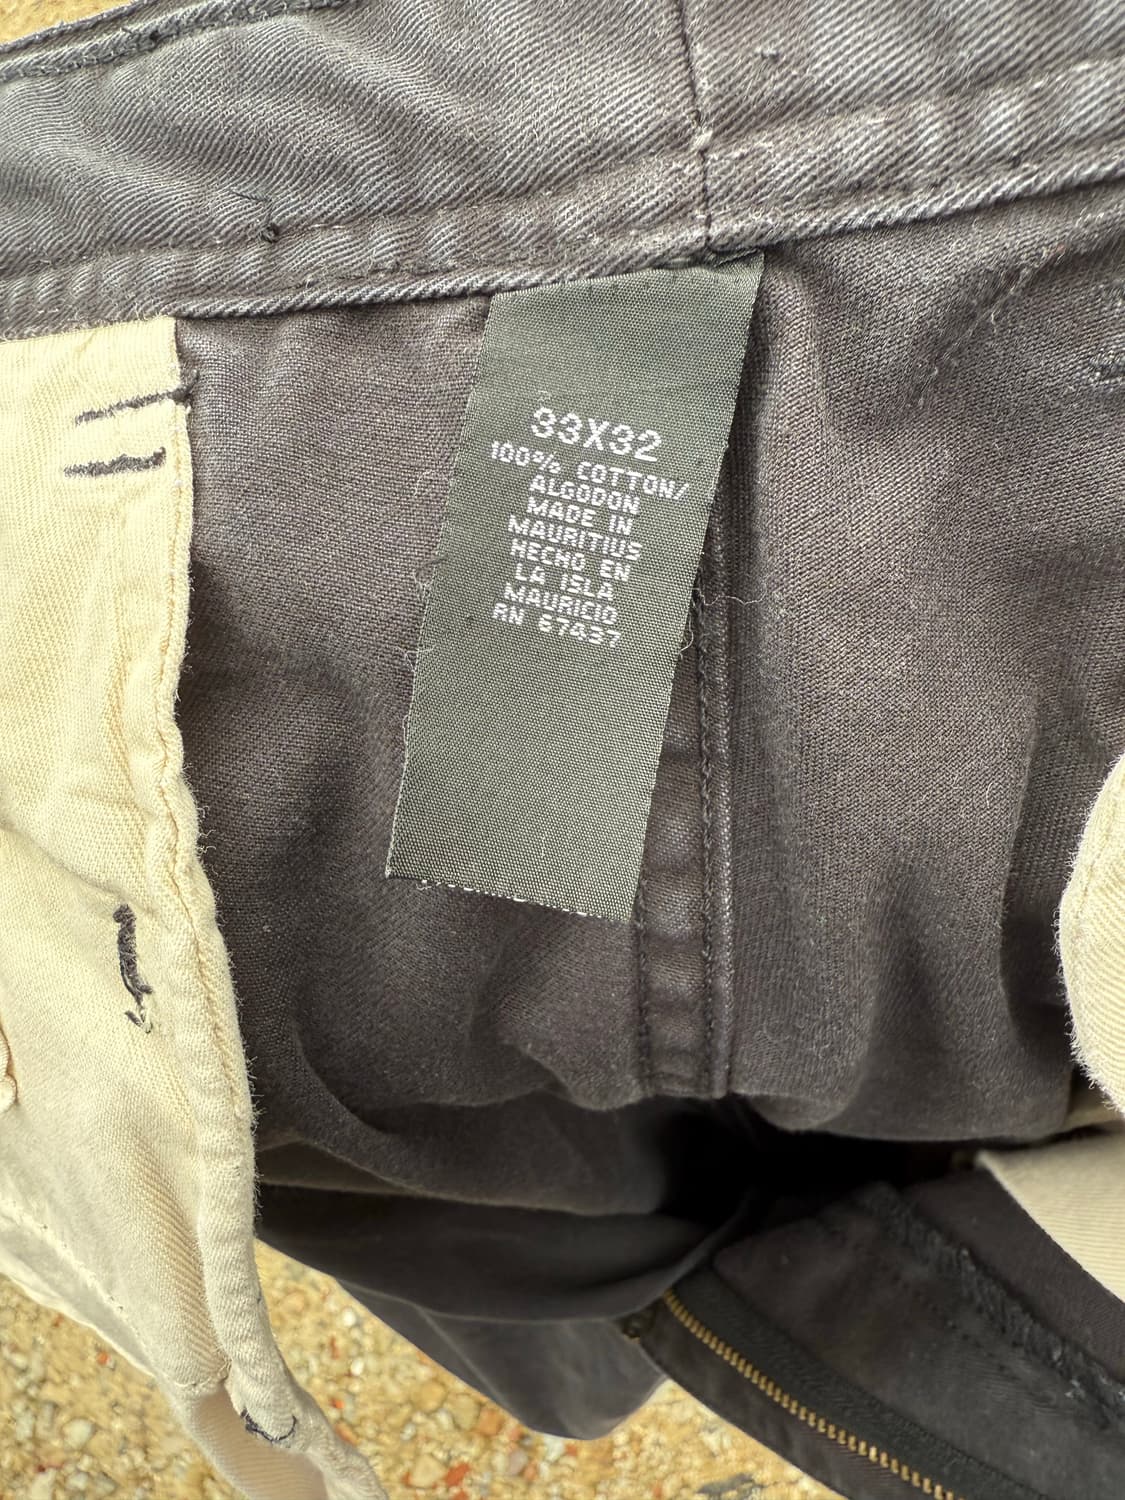 33X32
100% COTTON/
ALGODON
MADE IN
MAURITIUS
HECHO EN
LA ISLA
MAURICIO
RN 67437